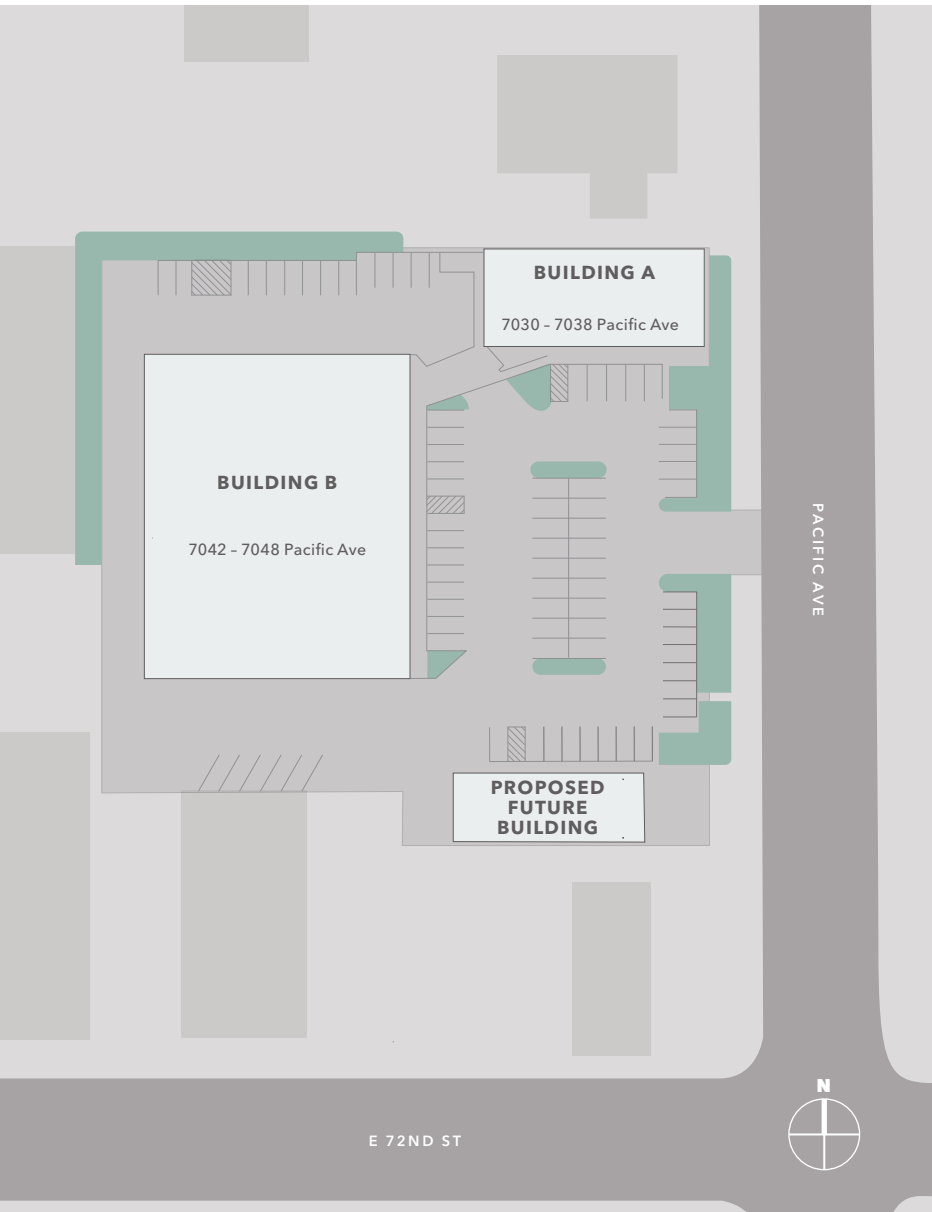 BUILDING A
7030 – 7038 Pacific Ave
BUILDING B
7042 – 7048 Pacific Ave
PACIFIC AVE
PROPOSED
FUTURE
BUILDING
N
E 72ND ST